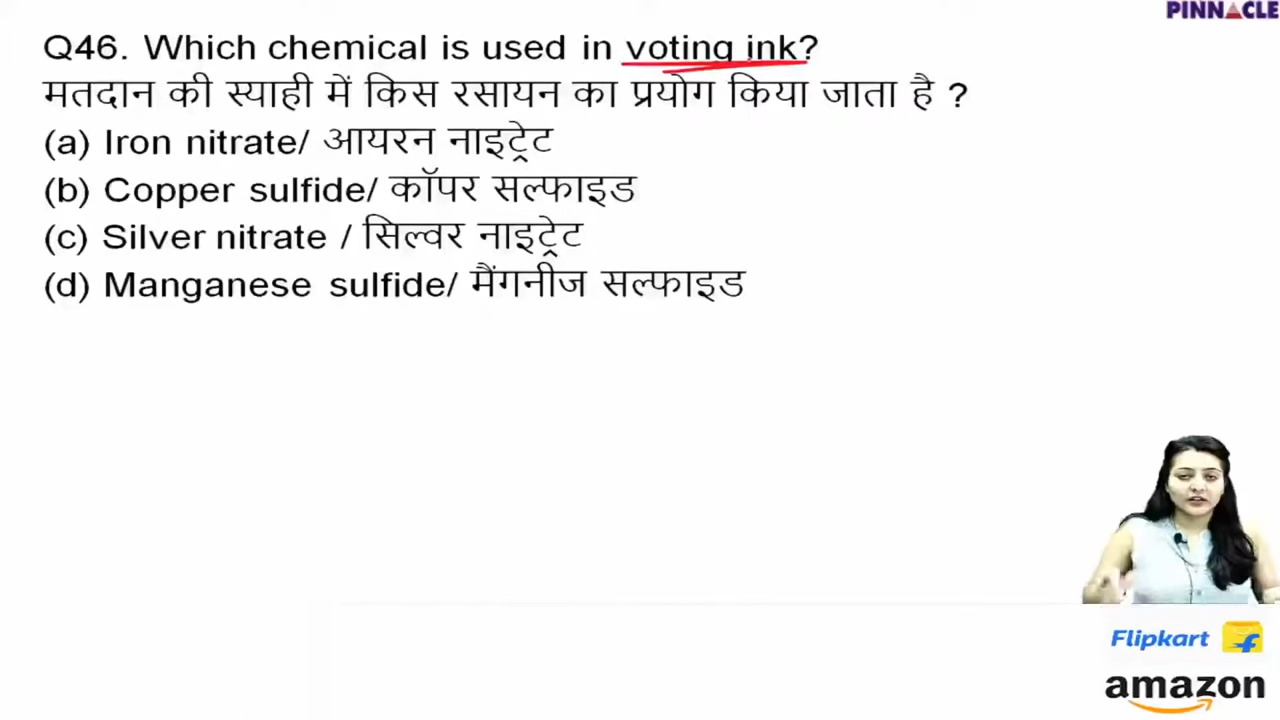 PINNACLE
Q46. Which chemical is used in voting ink?
मतदान की स्याही में किस रसायन का प्रयोग किया जाता है ?
(a) Iron nitrate/ आयरन नाइट्रेट
(b) Copper sulfide/ कॉपर सल्फाइड
(c) Silver nitrate / सिल्वर नाइट्रेट
(d) Manganese sulfide/ मैंगनीज सल्फाइड
Flipkart
amazon